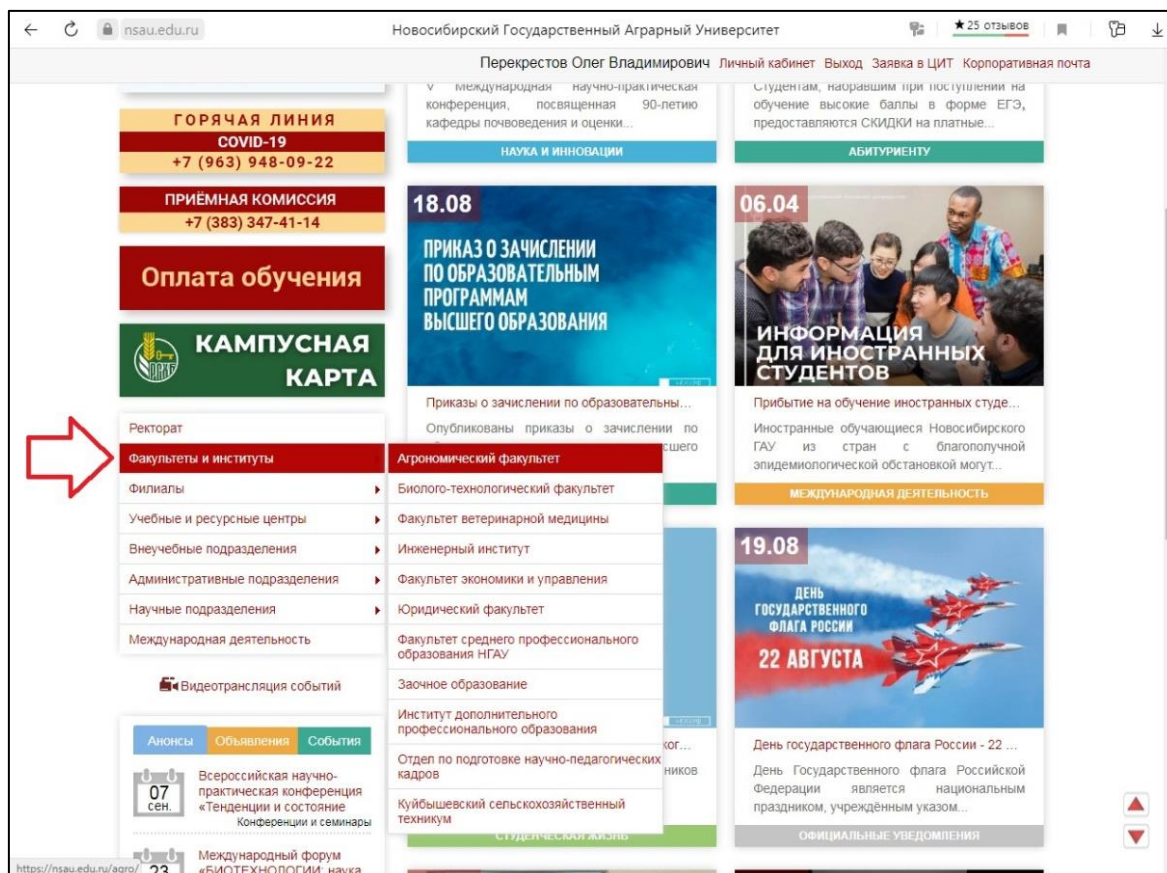 nsau.edu.ru
Новосибирский Государственный Аграрный Университет
★ 25 отзывов
Перекрестов Олег Владимирович Личный кабинет Выход Заявка в ЦИТ Корпоративная почта
ГОРЯЧАЯ ЛИНИЯ
COVID-19
+7 (963) 948-09-22
ПРИЁМНАЯ КОМИССИЯ
+7 (383) 347-41-14
Оплата обучения
КАМПУСНАЯ
КАРТА
Ректорат
Факультеты и институты
Филиалы
Учебные и ресурсные центры
Внеучебные подразделения
Административные подразделения
Научные подразделения
Международная деятельность
Видеотрансляция событий
Анонсы Объявления События
07
сен.
Всероссийская научно-
практическая конференция
«Тенденции и состояние
Конференции и семинары
23
Международный форум
«БИОТЕХНОЛОГИИ: наука
https://nsau.edu.ru/agro/
Агрономический факультет
Биолого-технологический факультет
Факультет ветеринарной медицины
Инженерный институт
Факультет экономики и управления
Юридический факультет
Факультет среднего профессионального
образования НГАУ
Заочное образование
Институт дополнительного
профессионального образования
Отдел по подготовке научно-педагогических
кадров
Куйбышевский сельскохозяйственный
техникум
V Международная научно-практическая
конференция, посвященная 90-летию
кафедры почвоведения и оценки...
НАУКА И ИННОВАЦИИ
18.08
ПРИКАЗ О ЗАЧИСЛЕНИИ
ПО ОБРАЗОВАТЕЛЬНЫМ
ПРОГРАММАМ
ВЫСШЕГО ОБРАЗОВАНИЯ
Приказы о зачислении по образовательны...
Опубликованы приказы о зачислении по
сшего
ког...
ников
СТУДЕНЧЕСКАЯ ЖИЗНЬ
Студентам, набравшим при поступлении на
обучение высокие баллы в форме ЕГЭ,
предоставляются СКИДКИ на платные...
АБИТУРИЕНТУ
06.04
ИНФОРМАЦИЯ
ДЛЯ ИНОСТРАННЫХ
СТУДЕНТОВ
Прибытие на обучение иностранных студе...
Иностранные обучающиеся Новосибирского
ГАУ из стран с благополучной
эпидемиологической обстановкой могут...
МЕЖДУНАРОДНАЯ ДЕЯТЕЛЬНОСТЬ
19.08
ДЕНЬ
ГОСУДАРСТВЕННОГО
ФЛАГА РОССИИ
22 АВГУСТА
День государственного флага России - 22 ...
День Государственного флага Российской
Федерации является национальным
праздником, учреждённым указом...
ОФИЦИАЛЬНЫЕ УВЕДОМЛЕНИЯ